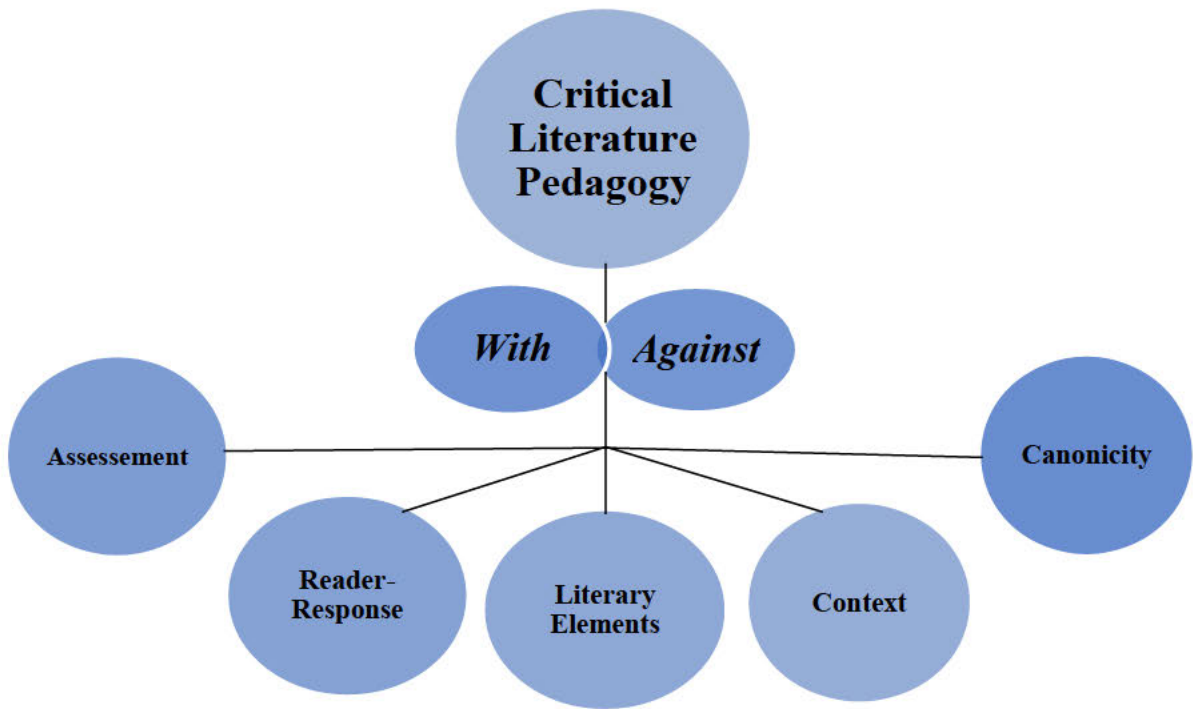 Critical
Literature
Pedagogy
With
Against
Assessement
Canonicity
Reader-
Response
Literary
Elements
Context